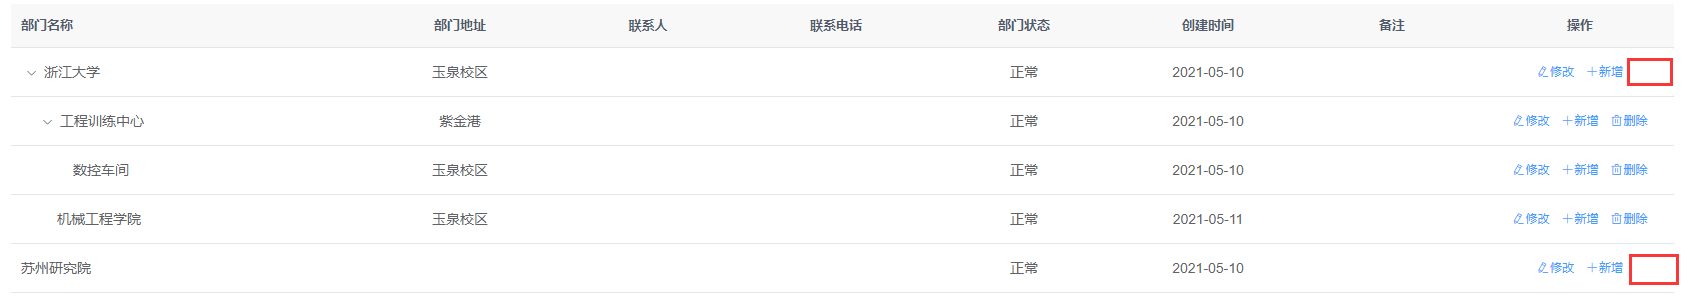 部门名称 部门地址 联系人 联系电话 部门状态 创建时间 备注 操作
浙江大学 玉泉校区 正常 2021-05-10 修改 新增
工程训练中心 紫金港 正常 2021-05-10 修改 新增 删除
数控车间 玉泉校区 正常 2021-05-10 修改 新增 删除
机械工程学院 玉泉校区 正常 2021-05-11 修改 新增 删除
苏州研究院 正常 2021-05-10 修改 新增